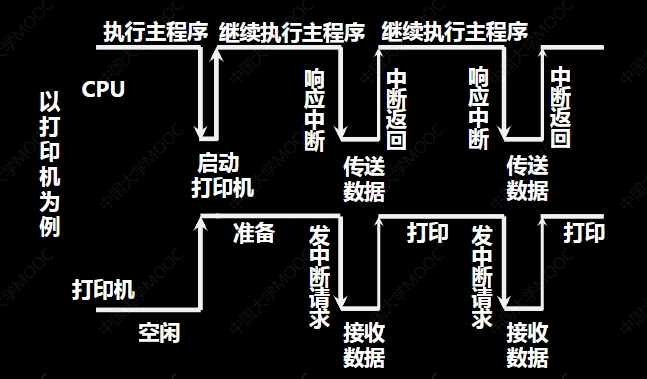 执行主程序
继续执行主程序
继续执行主程序
CPU
响应中断
中断返回
响应中断
中断返回
以打印机为例
启动
打印机
传送
数据
传送
数据
准备
发中断请求
打印
发中断请求
打印
打印机
空闲
接收
数据
接收
数据
中国大学MOOC